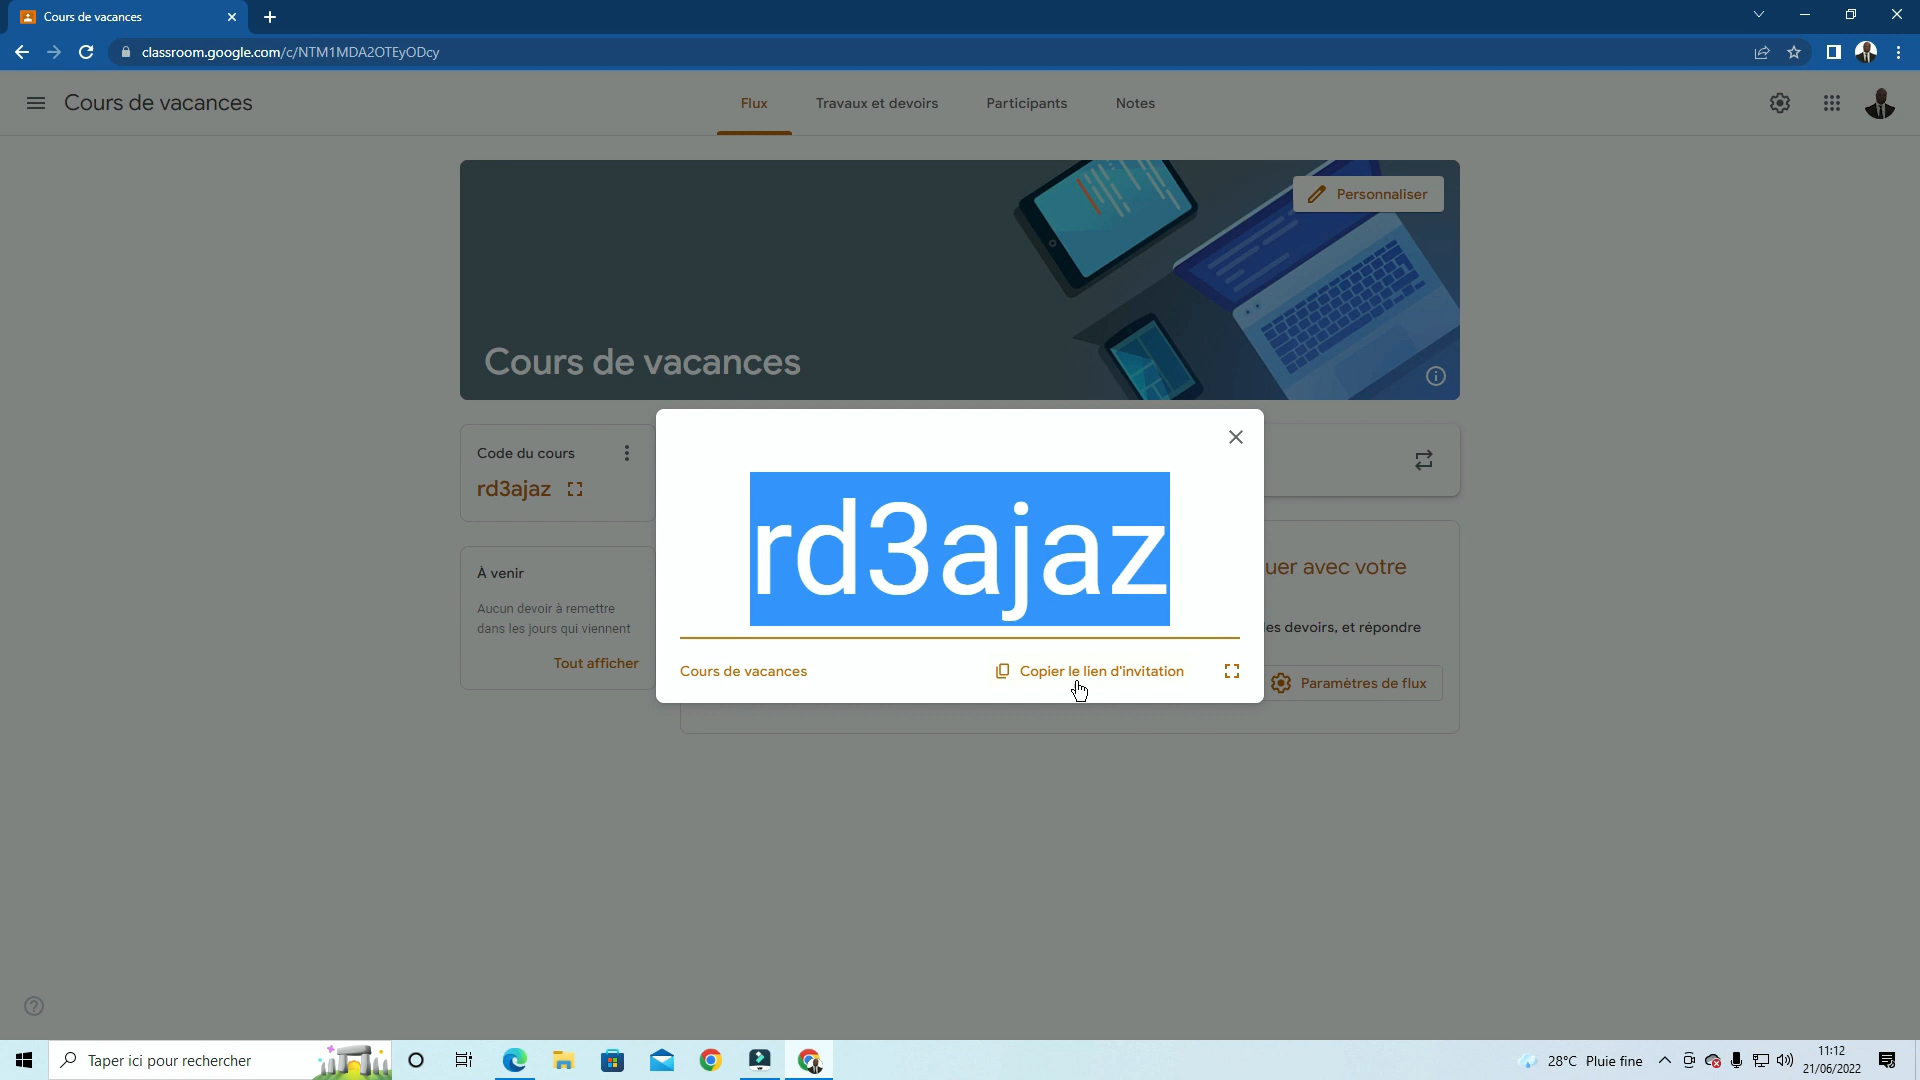 Cours de vacances
classroom.google.com/c/NTM1MDA2OTEyODcy
Cours de vacances
Flux
Travaux et devoirs
Participants
Notes
Personnaliser
Cours de vacances
Code du cours
rd3ajaz
À venir
Aucun devoir à remettre
dans les jours qui viennent
Tout afficher
rd3ajaz
Cours de vacances
Copier le lien d'invitation
uer avec votre
les devoirs, et répondre
Paramètres de flux
Taper ici pour rechercher
28°C Pluie fine
11:12
21/06/2022